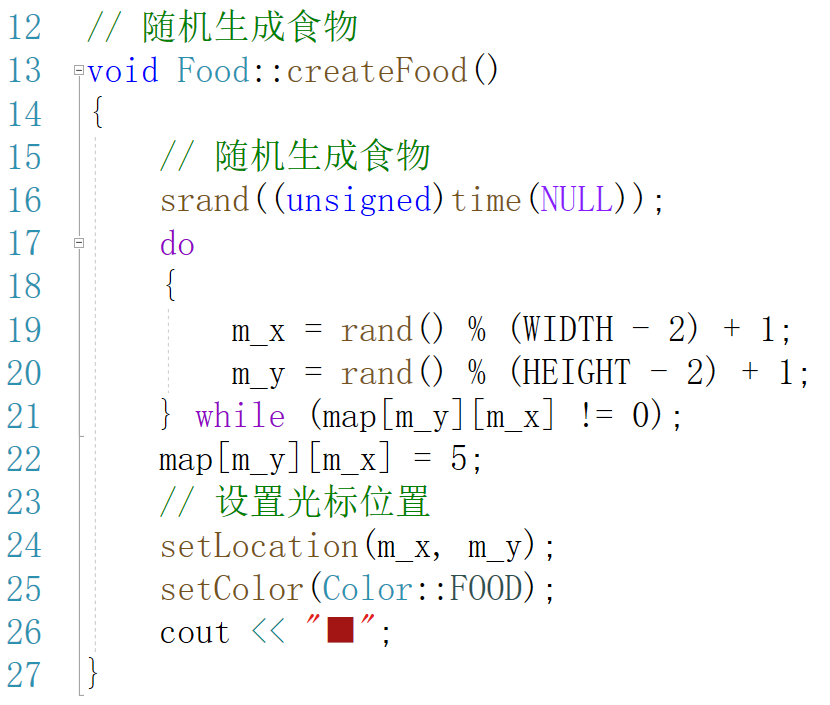 12 // 随机生成食物
13 void Food::createFood()
14 {
15 // 随机生成食物
16 srand((unsigned)time(NULL));
17 do
18 {
19 m_x = rand() % (WIDTH - 2) + 1;
20 m_y = rand() % (HEIGHT - 2) + 1;
21 } while (map[m_y][m_x] != 0);
22 map[m_y][m_x] = 5;
23 // 设置光标位置
24 setLocation(m_x, m_y);
25 setColor(Color::FOOD);
26 cout << "■";
27 }